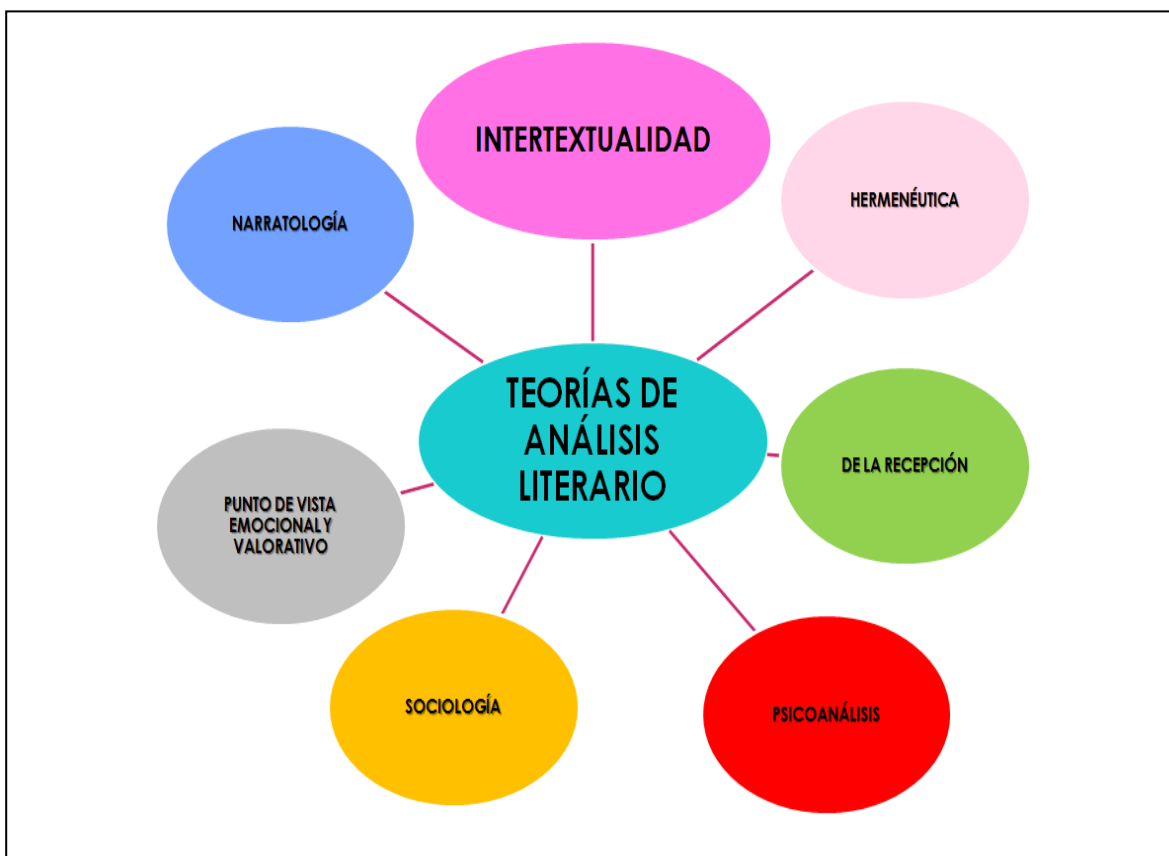 INTERTEXTUALIDAD
HERMENÉUTICA
NARRATOLOGÍA
TEORÍAS DE
ANÁLISIS
LITERARIO
DE LA RECEPCIÓN
PUNTO DE VISTA
EMOCIONAL Y
VALORATIVO
SOCIOLOGÍA
PSICOANÁLISIS